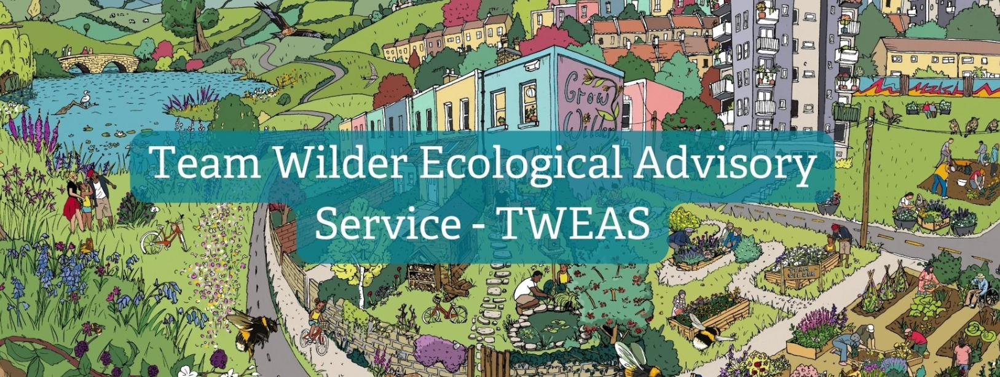 Grow
Wilder
Team Wilder Ecological Advisory
Service - TWEAS
TEAM
WILDER